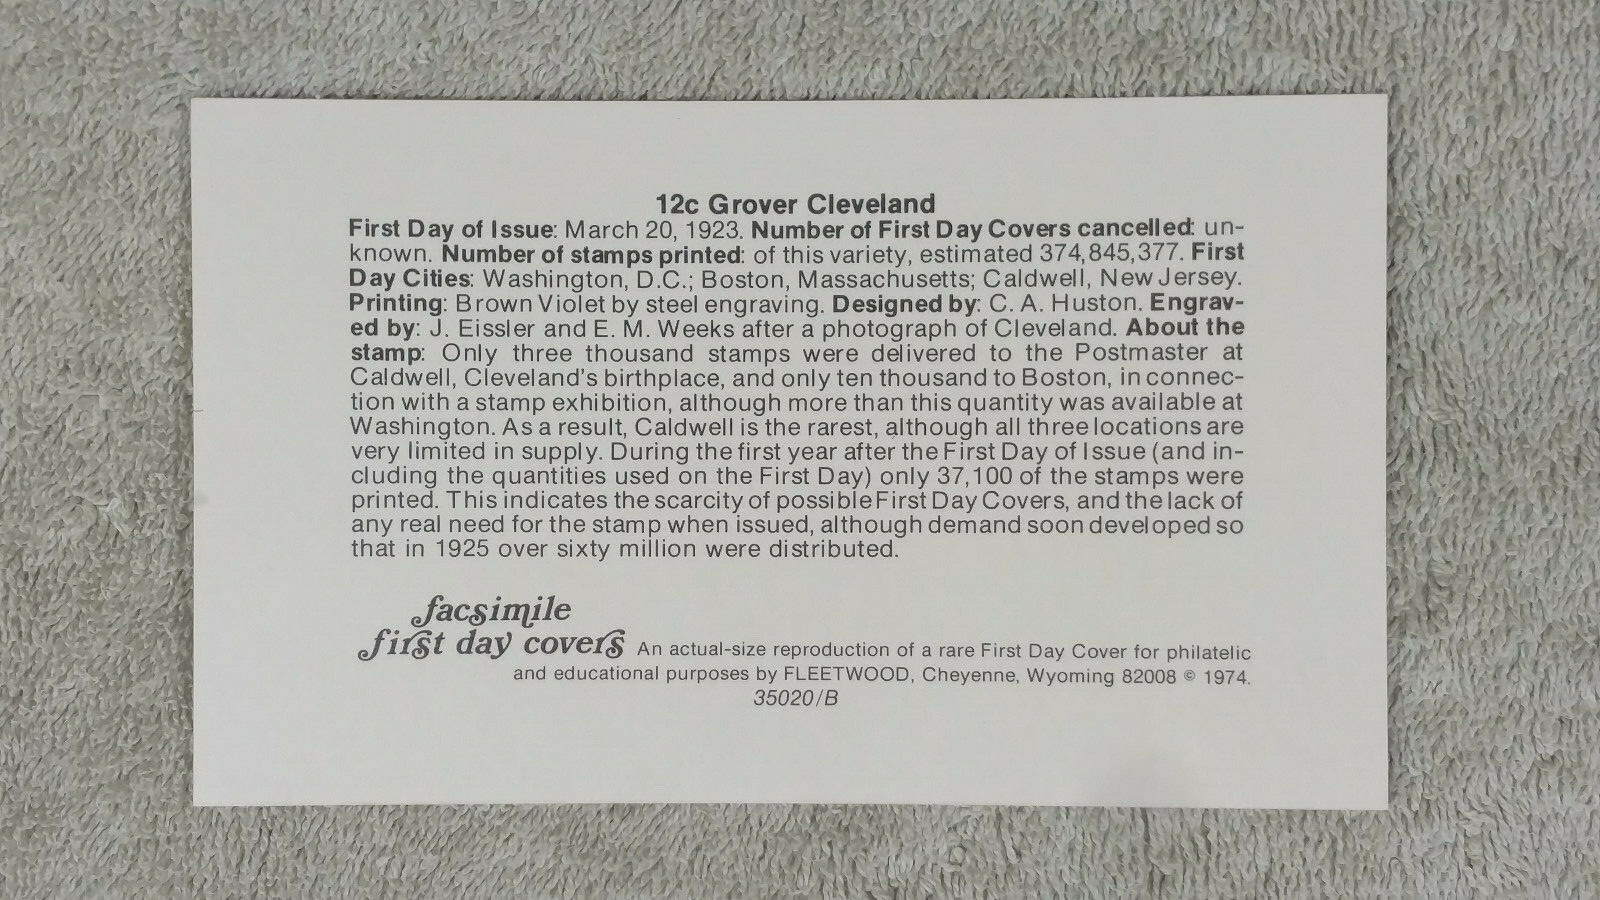 12c Grover Cleveland
First Day of Issue: March 20, 1923. Number of First Day Covers cancelled: un-
known. Number of stamps printed: of this variety, estimated 374,845,377. First
Day Cities: Washington, D.C.; Boston, Massachusetts; Caldwell, New Jersey.
Printing: Brown Violet by steel engraving. Designed by: C. A. Huston. Engrav-
ed by: J. Eissler and E. M. Weeks after a photograph of Cleveland. About the
stamp: Only three thousand stamps were delivered to the Postmaster at
Caldwell, Cleveland's birthplace, and only ten thousand to Boston, in connec-
tion with a stamp exhibition, although more than this quantity was available at
Washington. As a result, Caldwell is the rarest, although all three locations are
very limited in supply. During the first year after the First Day of Issue (and in-
cluding the quantities used on the First Day) only 37,100 of the stamps were
printed. This indicates the scarcity of possible First Day Covers, and the lack of
any real need for the stamp when issued, although demand soon developed so
that in 1925 over sixty million were distributed.
facsimile
first day covers An actual-size reproduction of a rare First Day Cover for philatelic
and educational purposes by FLEETWOOD, Cheyenne, Wyoming 82008 © 1974.
35020/B